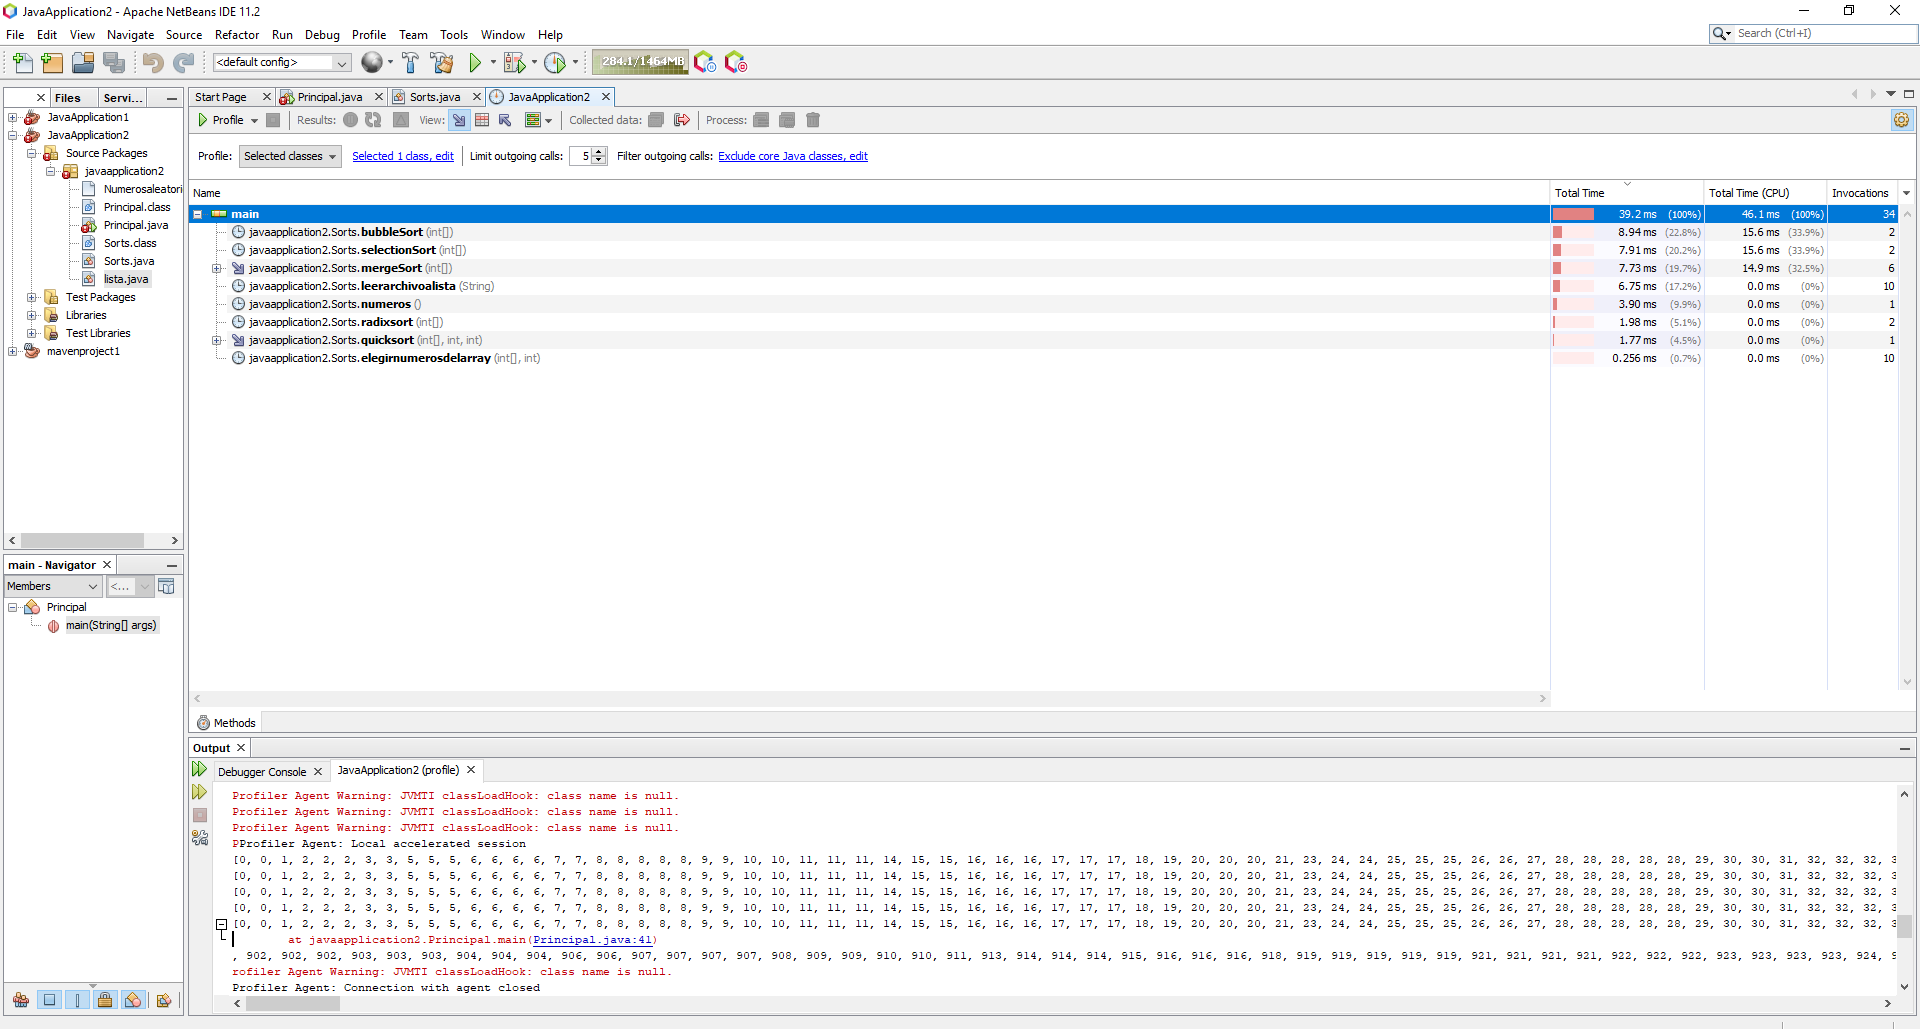 JavaApplication2 - Apache NetBeans IDE 11.2
File Edit View Navigate Source Refactor Run Debug Profile Team Tools Window Help
Search (Ctrl+I)
<default config>
284.1/1464MB
Files Servi...
Start Page Principal.java Sorts.java JavaApplication2
JavaApplication1
JavaApplication2
Source Packages
javaapplication2
Numerosaleatori
Principal.class
Principal.java
Sorts.class
Sorts.java
lista.java
Test Packages
Libraries
Test Libraries
mavenproject1
Profile Results: View: Collected data: Process:
Profile: Selected classes Selected 1 class, edit Limit outgoing calls: 5 Filter outgoing calls: Exclude core Java classes, edit
Name Total Time Total Time (CPU) Invocations
main 39.2 ms (100%) 46.1 ms (100%) 34
javaapplication2.Sorts.bubbleSort (int[]) 8.94 ms (22.8%) 15.6 ms (33.9%) 2
javaapplication2.Sorts.selectionSort (int[]) 7.91 ms (20.2%) 15.6 ms (33.9%) 2
javaapplication2.Sorts.mergeSort (int[]) 7.73 ms (19.7%) 14.9 ms (32.5%) 6
javaapplication2.Sorts.leerarchivoalista (String) 6.75 ms (17.2%) 0.0 ms (0%) 10
javaapplication2.Sorts.numeros () 3.90 ms (9.9%) 0.0 ms (0%) 1
javaapplication2.Sorts.radixsort (int[]) 1.98 ms (5.1%) 0.0 ms (0%) 2
javaapplication2.Sorts.quicksort (int[], int, int) 1.77 ms (4.5%) 0.0 ms (0%) 1
javaapplication2.Sorts.elegirnumerosdelarray (int[], int) 0.256 ms (0.7%) 0.0 ms (0%) 10
Methods
main - Navigator
Members <...
Principal
main(String[] args)
Output
Debugger Console JavaApplication2 (profile)
Profiler Agent Warning: JVMTI classLoadHook: class name is null.
Profiler Agent Warning: JVMTI classLoadHook: class name is null.
Profiler Agent Warning: JVMTI classLoadHook: class name is null.
PProfiler Agent: Local accelerated session
[0, 0, 1, 2, 2, 2, 3, 3, 5, 5, 5, 6, 6, 6, 6, 7, 7, 8, 8, 8, 8, 8, 9, 9, 10, 10, 11, 11, 11, 14, 15, 15, 16, 16, 16, 17, 17, 17, 18, 19, 20, 20, 20, 21, 23, 24, 24, 25, 25, 25, 26, 26, 27, 28, 28, 28, 28, 28, 29, 30, 30, 31, 32, 32, 32, 3
[0, 0, 1, 2, 2, 2, 3, 3, 5, 5, 5, 6, 6, 6, 6, 7, 7, 8, 8, 8, 8, 8, 9, 9, 10, 10, 11, 11, 11, 14, 15, 15, 16, 16, 16, 17, 17, 17, 18, 19, 20, 20, 20, 21, 23, 24, 24, 25, 25, 25, 26, 26, 27, 28, 28, 28, 28, 28, 29, 30, 30, 31, 32, 32, 32, 3
[0, 0, 1, 2, 2, 2, 3, 3, 5, 5, 5, 6, 6, 6, 6, 7, 7, 8, 8, 8, 8, 8, 9, 9, 10, 10, 11, 11, 11, 14, 15, 15, 16, 16, 16, 17, 17, 17, 18, 19, 20, 20, 20, 21, 23, 24, 24, 25, 25, 25, 26, 26, 27, 28, 28, 28, 28, 28, 29, 30, 30, 31, 32, 32, 32, 3
[0, 0, 1, 2, 2, 2, 3, 3, 5, 5, 5, 6, 6, 6, 6, 7, 7, 8, 8, 8, 8, 8, 9, 9, 10, 10, 11, 11, 11, 14, 15, 15, 16, 16, 16, 17, 17, 17, 18, 19, 20, 20, 20, 21, 23, 24, 24, 25, 25, 25, 26, 26, 27, 28, 28, 28, 28, 28, 29, 30, 30, 31, 32, 32, 32, 3
[0, 0, 1, 2, 2, 2, 3, 3, 5, 5, 5, 6, 6, 6, 6, 7, 7, 8, 8, 8, 8, 8, 9, 9, 10, 10, 11, 11, 11, 14, 15, 15, 16, 16, 16, 17, 17, 17, 18, 19, 20, 20, 20, 21, 23, 24, 24, 25, 25, 25, 26, 26, 27, 28, 28, 28, 28, 28, 29, 30, 30, 31, 32, 32, 32, 3
at javaapplication2.Principal.main(Principal.java:41)
, 902, 902, 902, 903, 903, 903, 904, 904, 904, 906, 906, 907, 907, 907, 907, 908, 909, 909, 910, 910, 911, 913, 914, 914, 914, 915, 916, 916, 916, 918, 919, 919, 919, 919, 919, 919, 921, 921, 921, 921, 922, 922, 922, 923, 923, 923, 923, 924, 9
rofiler Agent Warning: JVMTI classLoadHook: class name is null.
Profiler Agent: Connection with agent closed